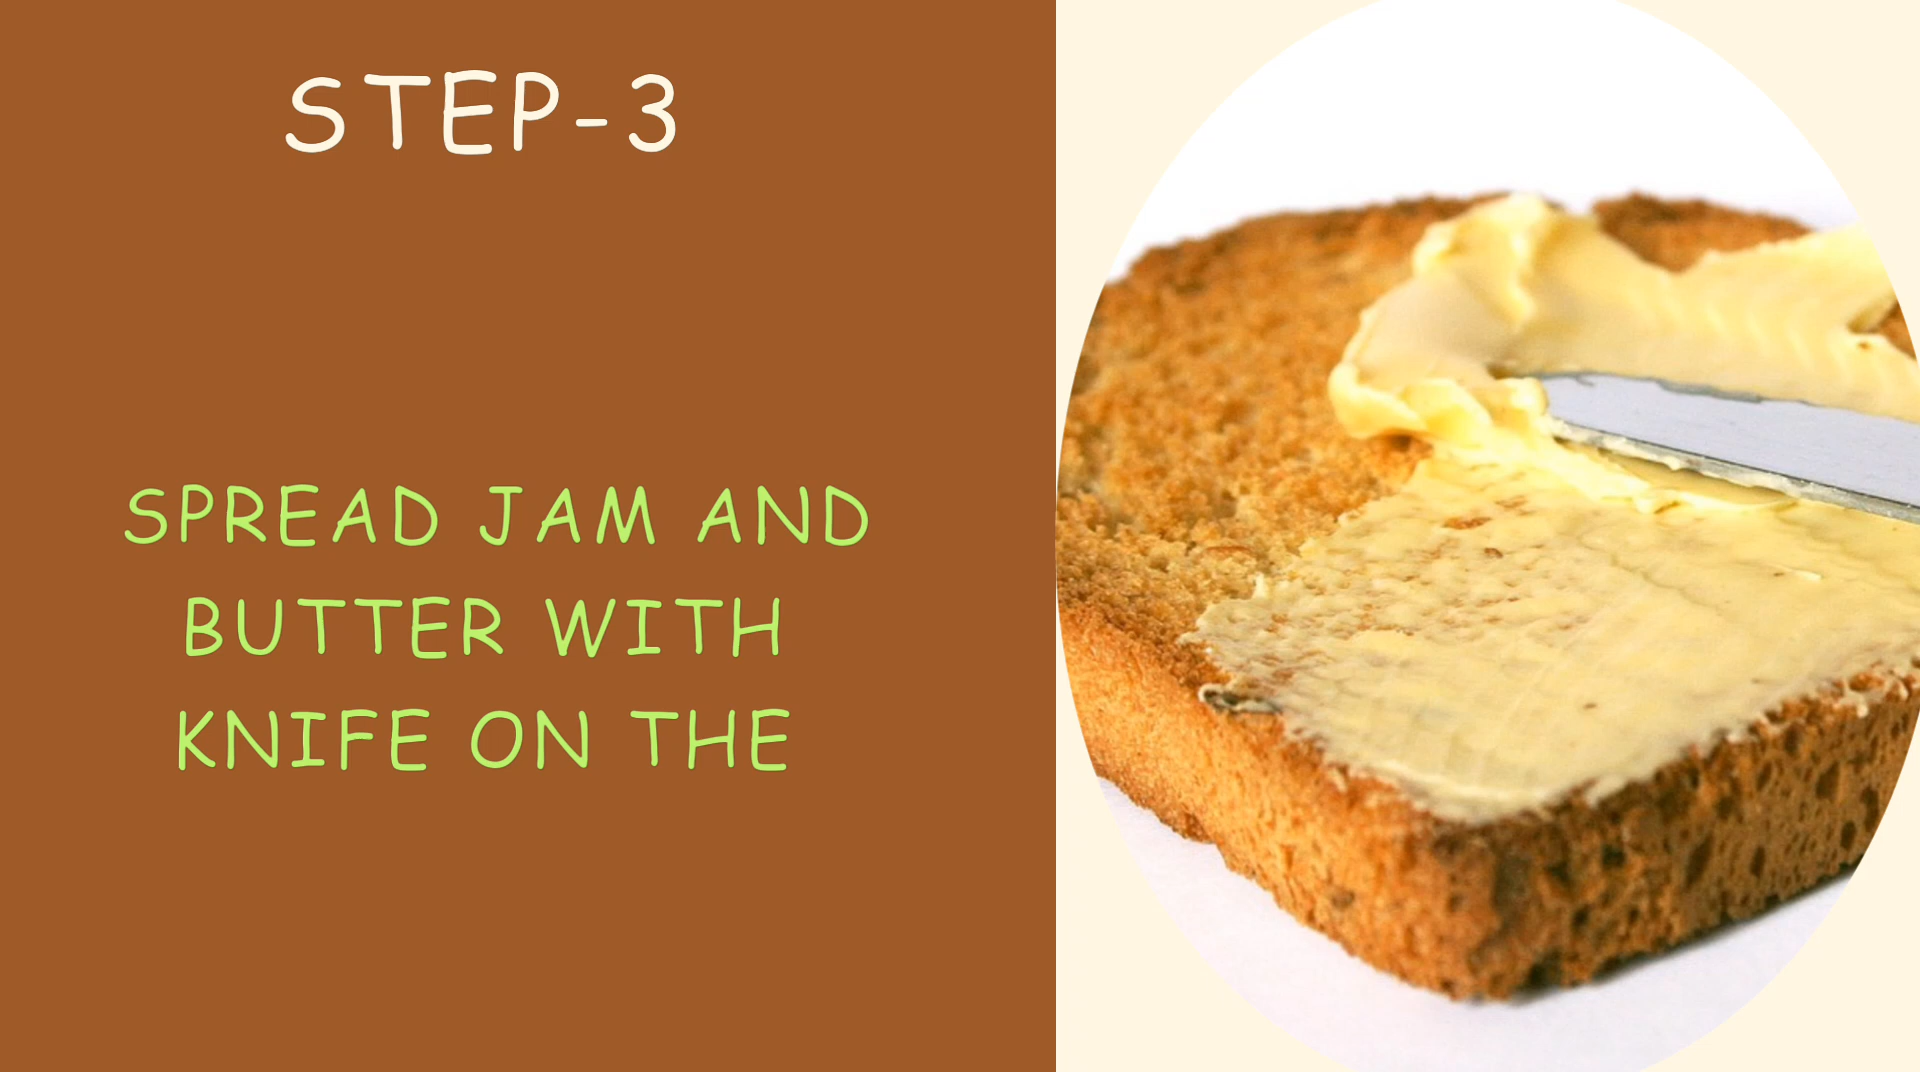 STEP-3
SPREAD JAM AND
BUTTER WITH
KNIFE ON THE